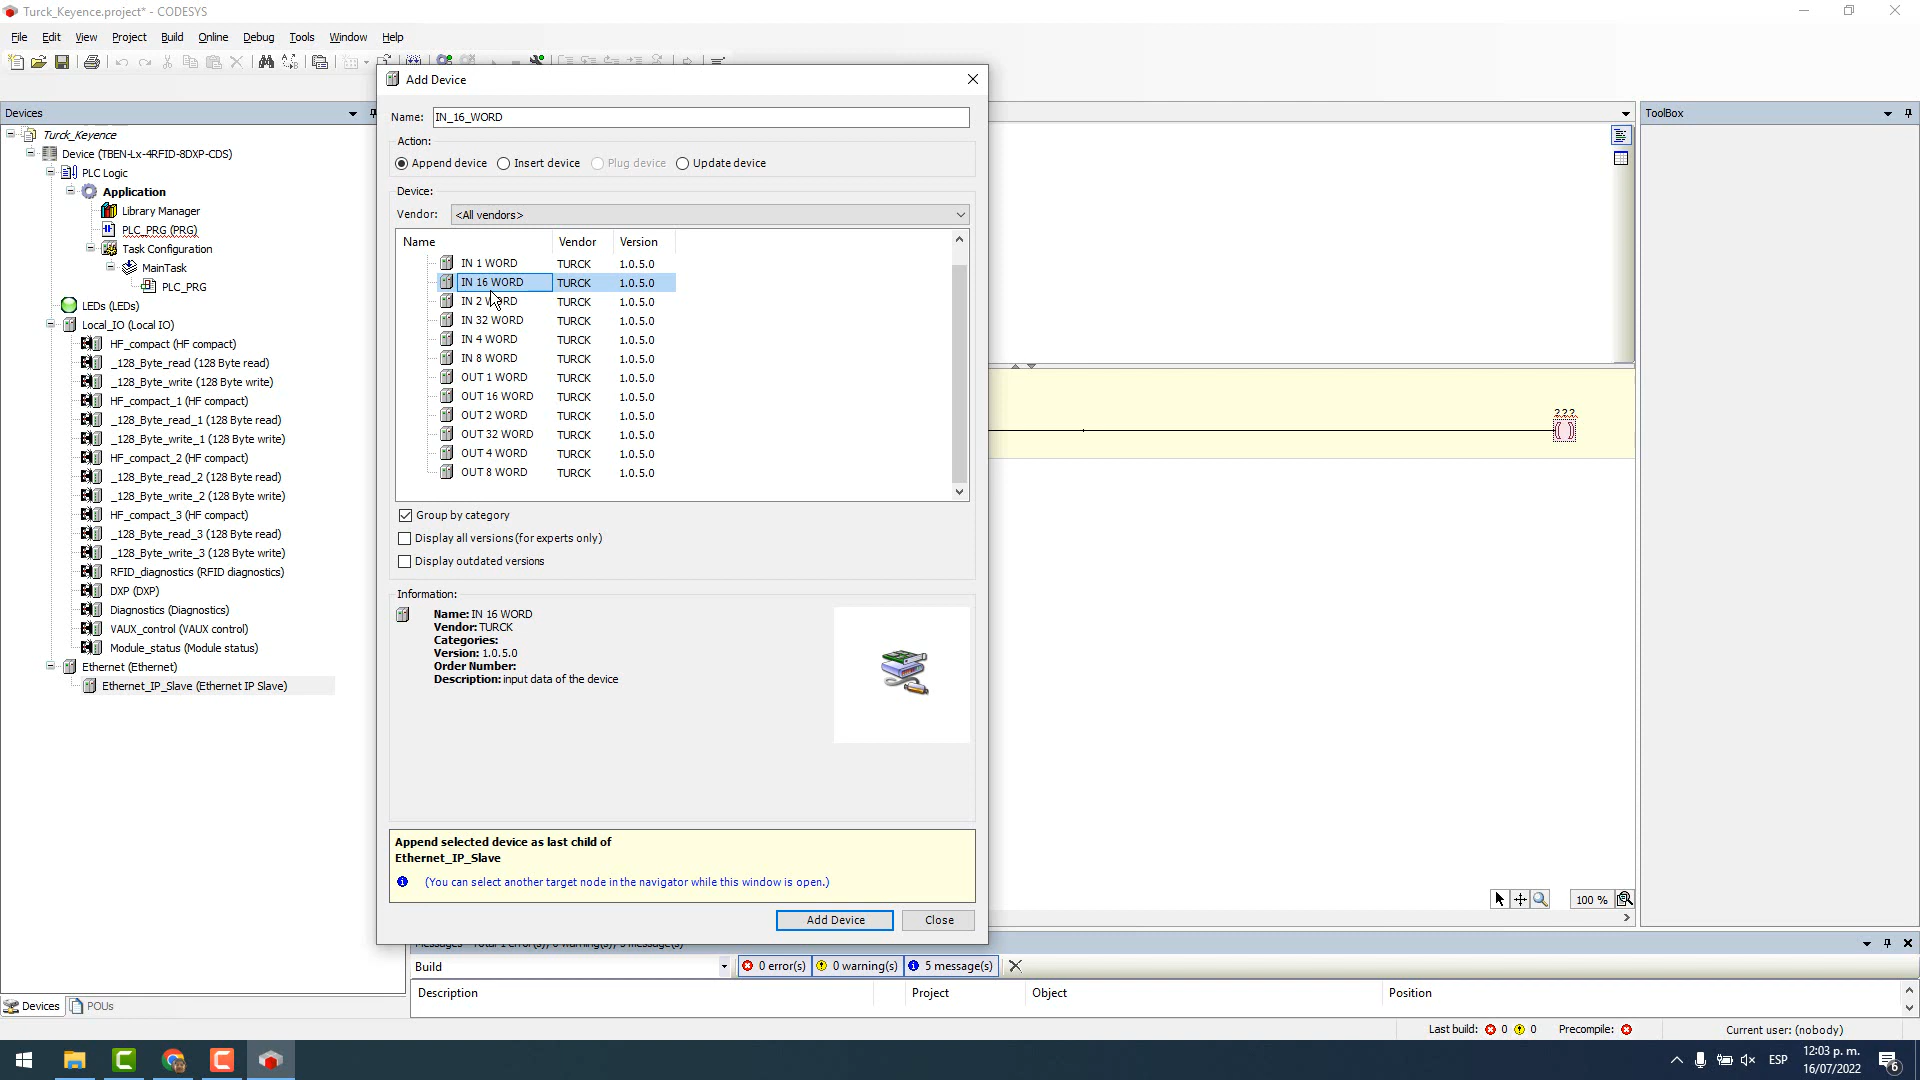 Turck_Keyence.project* - CODESYS
File Edit View Project Build Online Debug Tools Window Help
Devices
Turck_Keyence
Device (TBEN-Lx-4RFID-8DXP-CDS)
PLC Logic
Application
Library Manager
PLC_PRG (PRG)
Task Configuration
MainTask
PLC_PRG
LEDs (LEDs)
Local_IO (Local IO)
HF_compact (HF compact)
_128_Byte_read (128 Byte read)
_128_Byte_write (128 Byte write)
HF_compact_1 (HF compact)
_128_Byte_read_1 (128 Byte read)
_128_Byte_write_1 (128 Byte write)
HF_compact_2 (HF compact)
_128_Byte_read_2 (128 Byte read)
_128_Byte_write_2 (128 Byte write)
HF_compact_3 (HF compact)
_128_Byte_read_3 (128 Byte read)
_128_Byte_write_3 (128 Byte write)
RFID_diagnostics (RFID diagnostics)
DXP (DXP)
Diagnostics (Diagnostics)
VAUX_control (VAUX control)
Module_status (Module status)
Ethernet (Ethernet)
Ethernet_IP_Slave (Ethernet IP Slave)
Devices POUs
Add Device
Name: IN_16_WORD
Action:
Append device Insert device Plug device Update device
Device:
Vendor: <All vendors>
Name Vendor Version
IN 1 WORD TURCK 1.0.5.0
IN 16 WORD TURCK 1.0.5.0
IN 2 WORD TURCK 1.0.5.0
IN 32 WORD TURCK 1.0.5.0
IN 4 WORD TURCK 1.0.5.0
IN 8 WORD TURCK 1.0.5.0
OUT 1 WORD TURCK 1.0.5.0
OUT 16 WORD TURCK 1.0.5.0
OUT 2 WORD TURCK 1.0.5.0
OUT 32 WORD TURCK 1.0.5.0
OUT 4 WORD TURCK 1.0.5.0
OUT 8 WORD TURCK 1.0.5.0
Group by category
Display all versions (for experts only)
Display outdated versions
Information:
Name: IN 16 WORD
Vendor: TURCK
Categories:
Version: 1.0.5.0
Order Number:
Description: input data of the device
Append selected device as last child of
Ethernet_IP_Slave
(You can select another target node in the navigator while this window is open.)
Add Device Close
ToolBox
???
100 %
Messages - Total 1 error(s), 0 warning(s), 5 message(s)
Build 0 error(s) 0 warning(s) 5 message(s)
Description Project Object Position
Last build: 0 0 Precompile: Current user: (nobody)
ESP
12:03 p. m.
16/07/2022
6